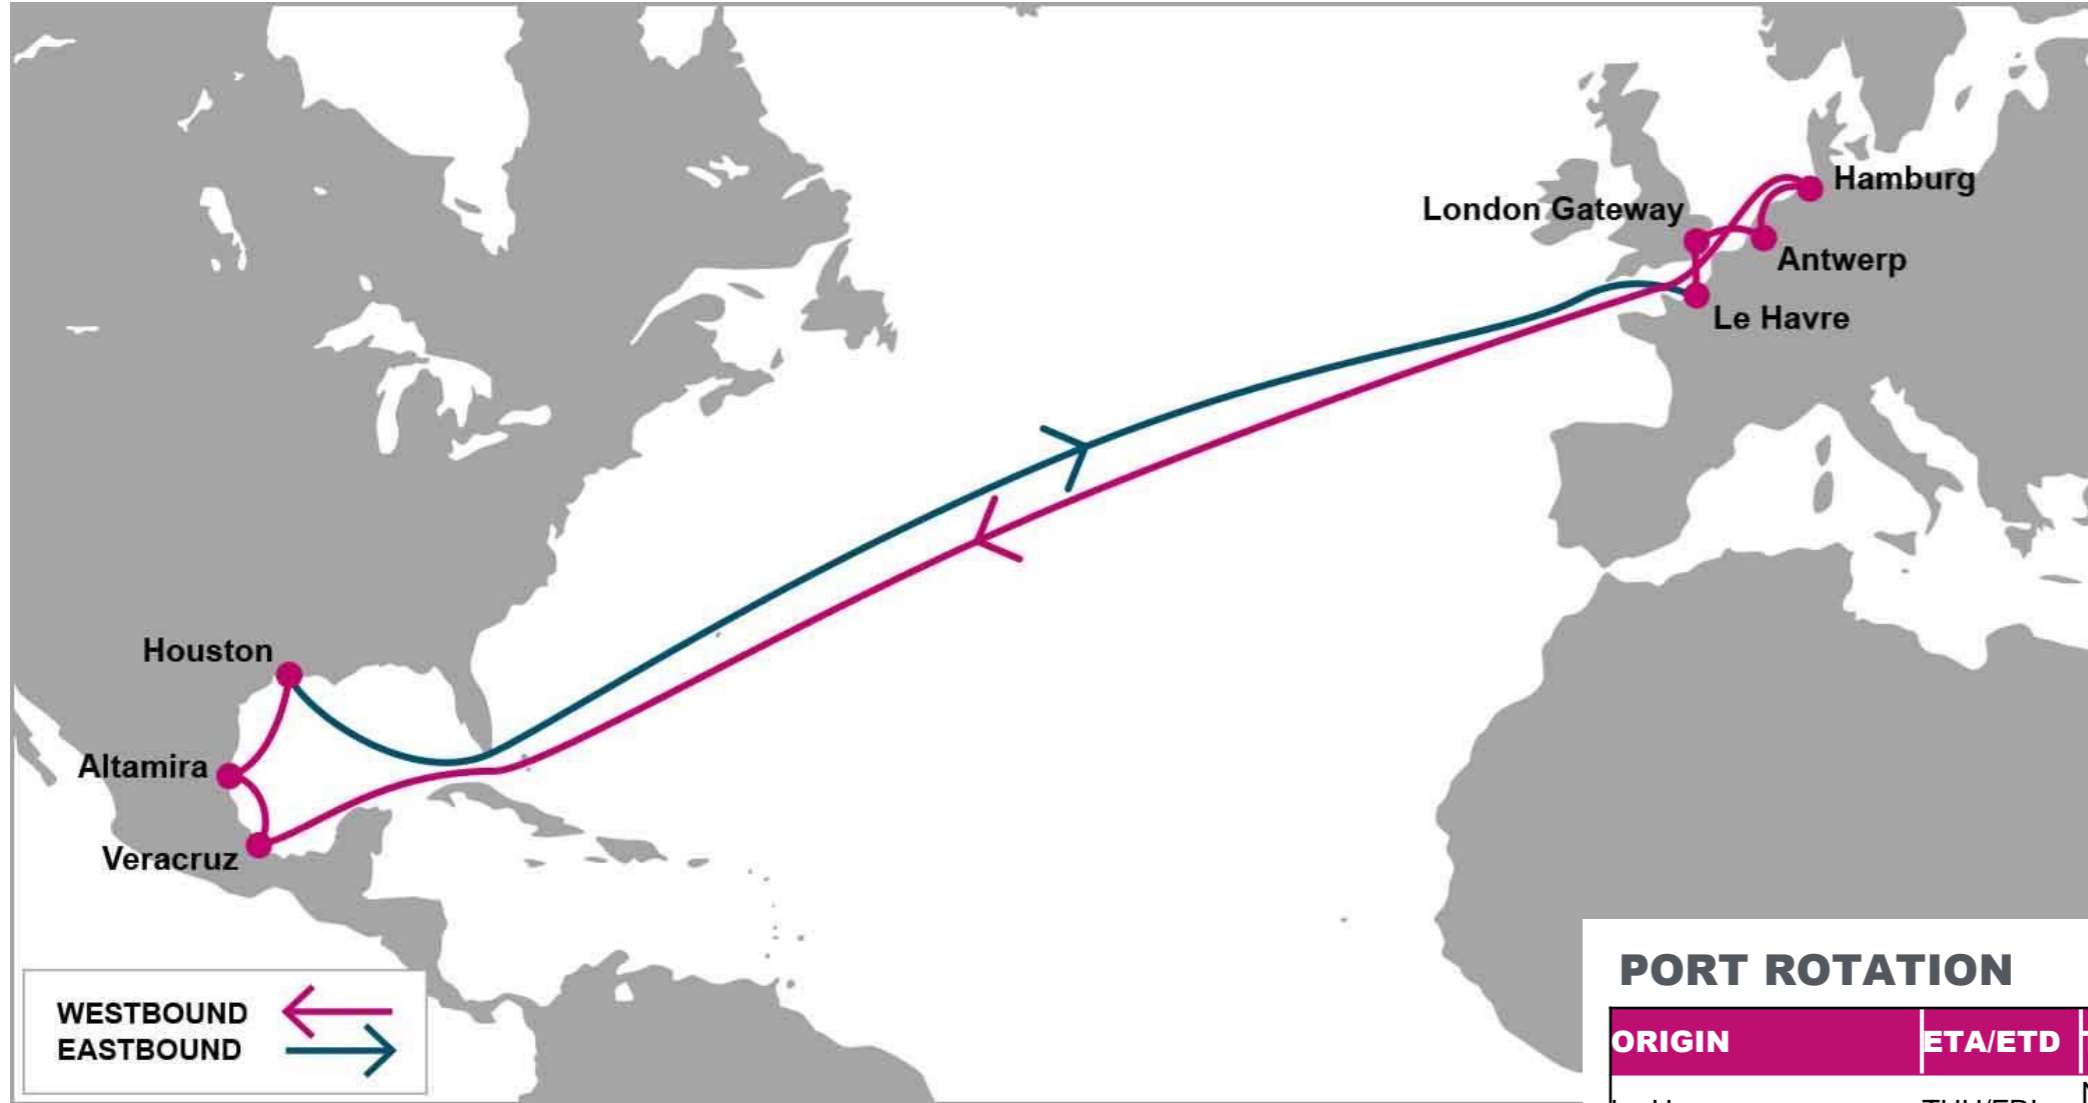 Hamburg
London Gateway
Antwerp
Le Havre
Houston
Altamira
Veracruz
WESTBOUND
EASTBOUND
PORT ROTATION
ORIGIN ETA/ETD